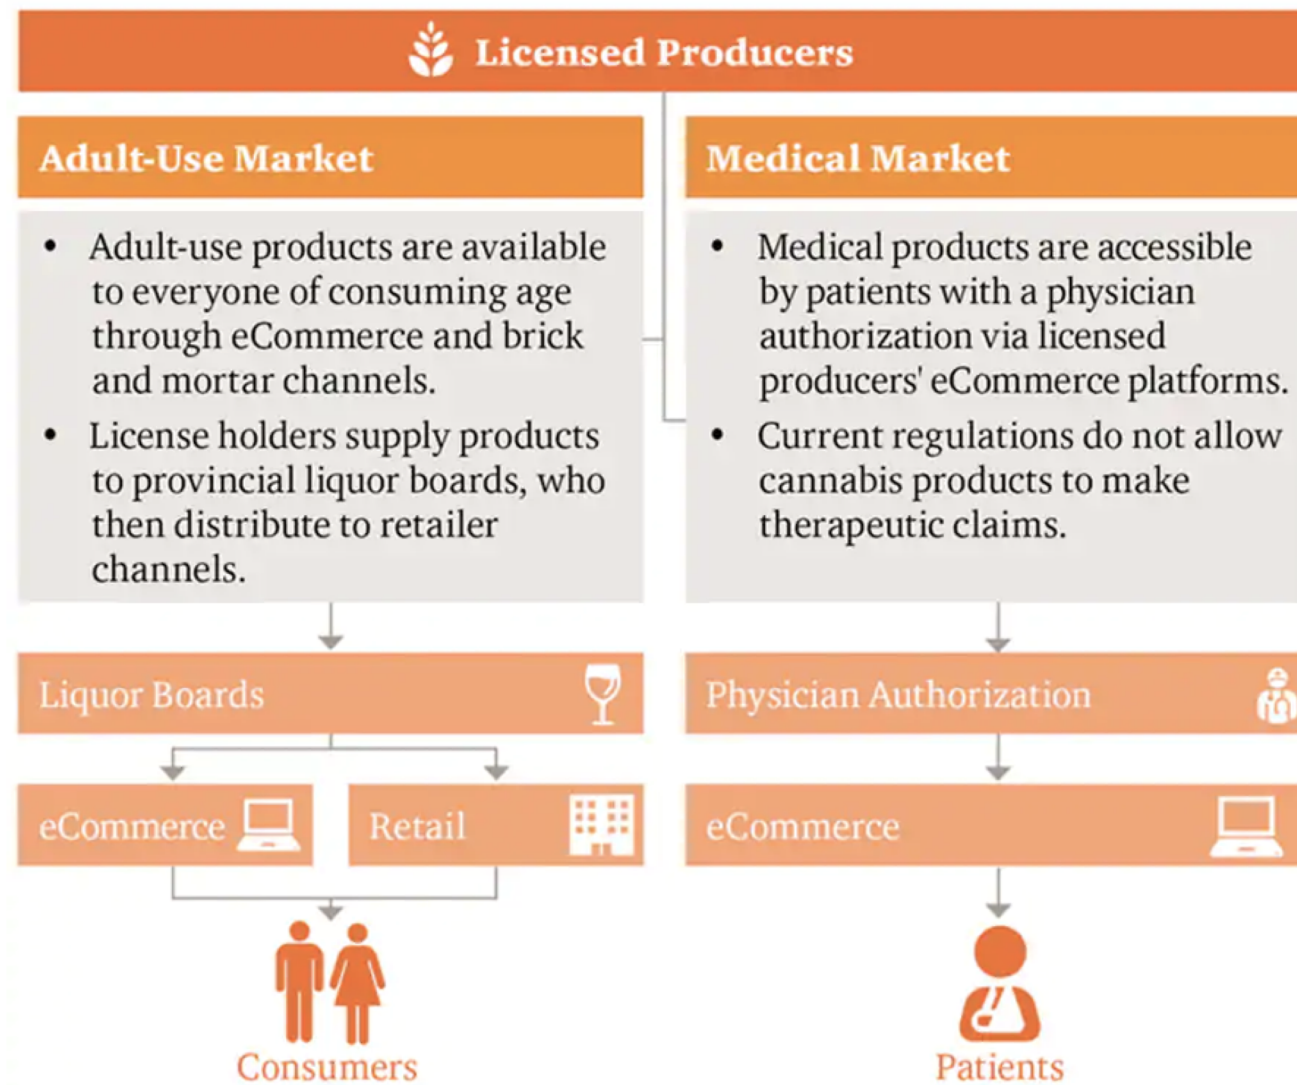 Licensed Producers
Adult-Use Market
• Adult-use products are available
to everyone of consuming age
through eCommerce and brick
and mortar channels.
• License holders supply products
to provincial liquor boards, who
then distribute to retailer
channels.
Liquor Boards
eCommerce
Retail
Consumers
Medical Market
• Medical products are accessible
by patients with a physician
authorization via licensed
producers' eCommerce platforms.
• Current regulations do not allow
cannabis products to make
therapeutic claims.
Physician Authorization
eCommerce
Patients